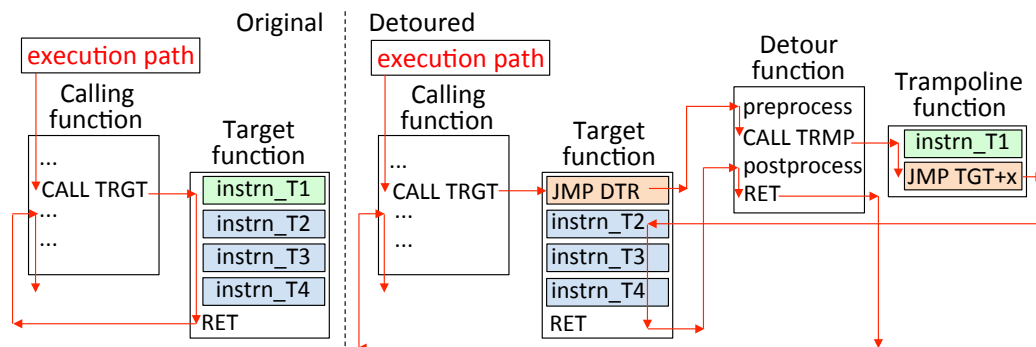 Original
execution path
Calling
function
...
CALL TRGT
...
...
Target
function
instrn_T1
instrn_T2
instrn_T3
instrn_T4
RET
Detoured
execution path
Calling
function
...
CALL TRGT
...
...
Target
function
JMP DTR
instrn_T2
instrn_T3
instrn_T4
RET
Detour
function
preprocess
CALL TRMP
postprocess
RET
Trampoline
function
instrn_T1
JMP TGT+x